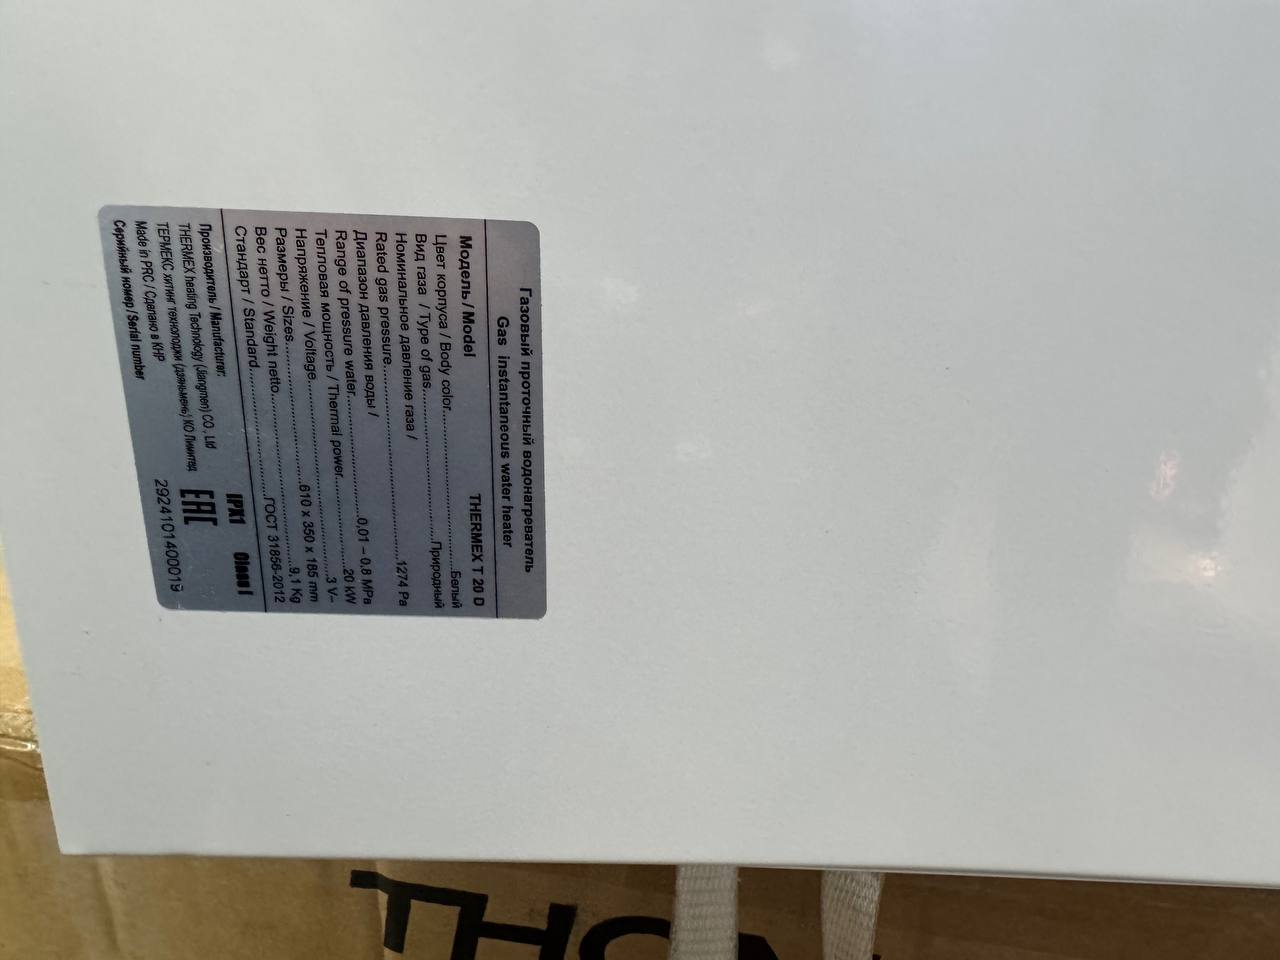 Газовый проточный водонагреватель
Gas instantaneous water heater
Модель / Model THERMEX T 20 D
Цвет корпуса / Body color..........Белый
Вид газа / Type of gas..........Природный
Номинальное давление газа /
Rated gas pressure..........1274 Pa
Диапазон давления воды /
Range of pressure water..........0,01 – 0,8 MPa
Тепловая мощность / Thermal power..........20 kW
Напряжение / Voltage..........3 V⎓
Размеры / Sizes..........610 x 350 x 185 mm
Вес нетто / Weight netto..........9,1 Kg
Стандарт / Standard..........ГОСТ 31856-2012
Производитель / Manufacturer: IPX1 Class I
THERMEX heating Technology (Jiangmen) CO., Ltd
ТЕРМЕКС хитинг технолоджи (дзяньмень) КО Лимитед EAC
Made in PRC / Сделано в КНР
Серийный номер / Serial number 2924101400019
THO